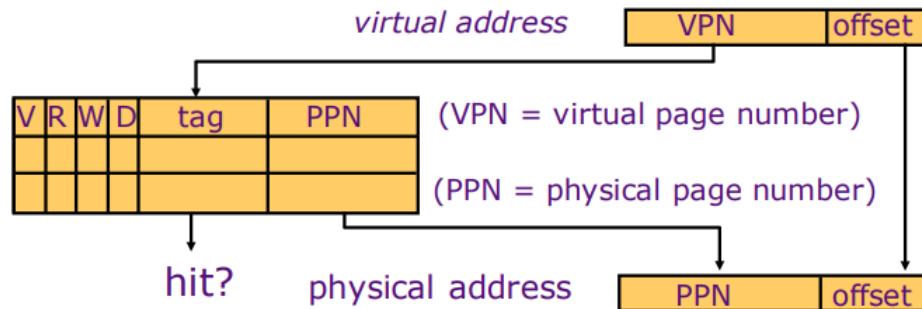 virtual address VPN offset
V R W D tag PPN (VPN = virtual page number)
(PPN = physical page number)
hit? physical address PPN offset